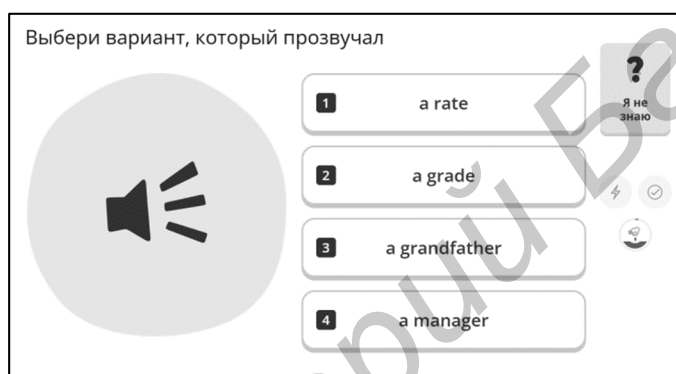 Выбери вариант, который прозвучал
1 a rate
2 a grade
3 a grandfather
4 a manager
?
Я не
знаю